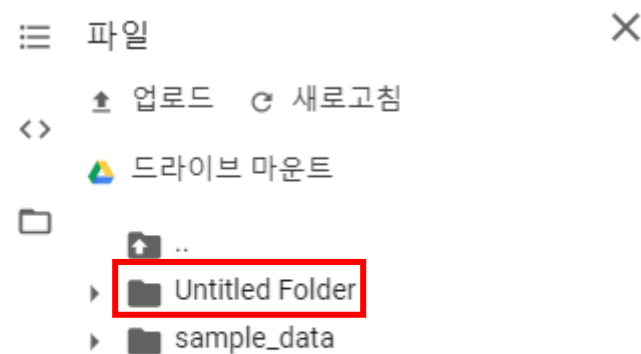 파일
업로드 새로고침
드라이브 마운트
..
Untitled Folder
sample_data